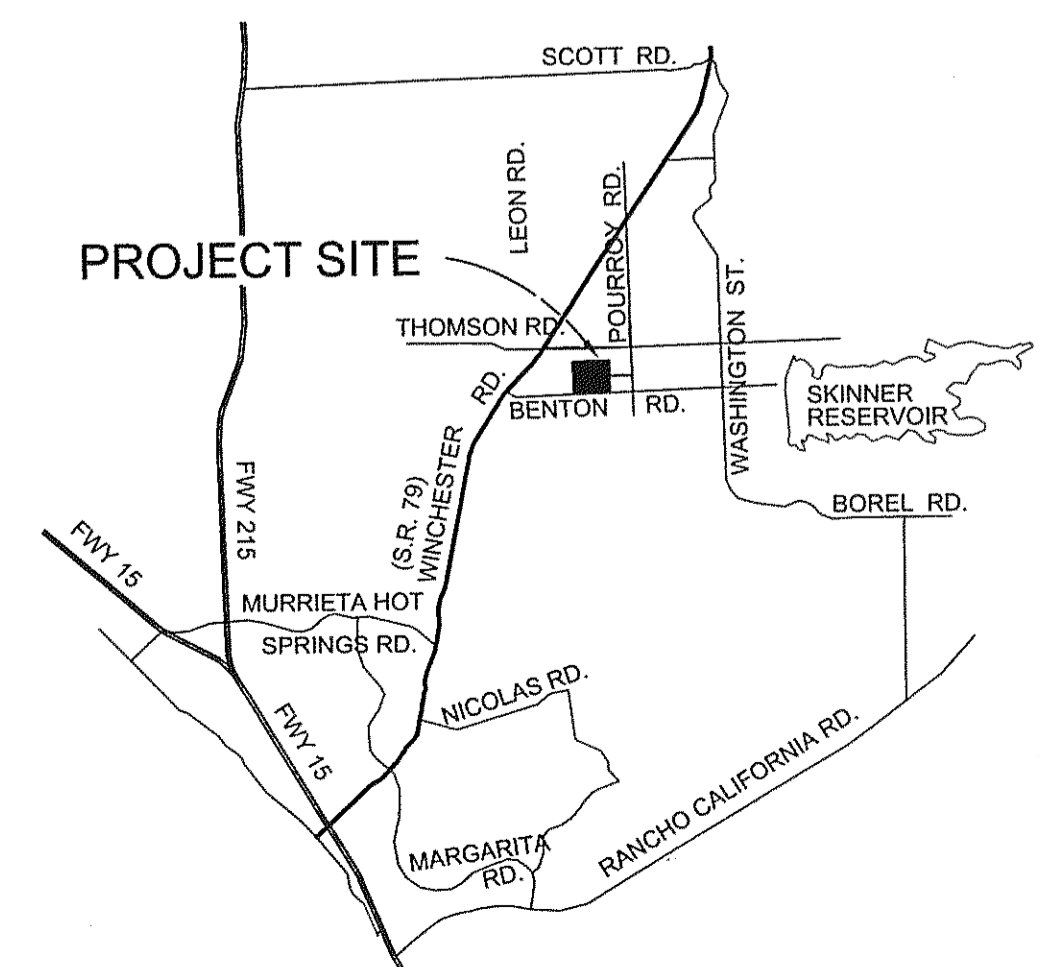 SCOTT RD.
LEON RD.
POURROY RD.
PROJECT SITE
THOMSON RD.
WASHINGTON ST.
SKINNER
RESERVOIR
BENTON RD.
(S.R. 79)
WINCHESTER RD.
FWY 215
BOREL RD.
FWY 15
MURRIETA HOT
SPRINGS RD.
NICOLAS RD.
FWY 15
RANCHO CALIFORNIA RD.
MARGARITA
RD.